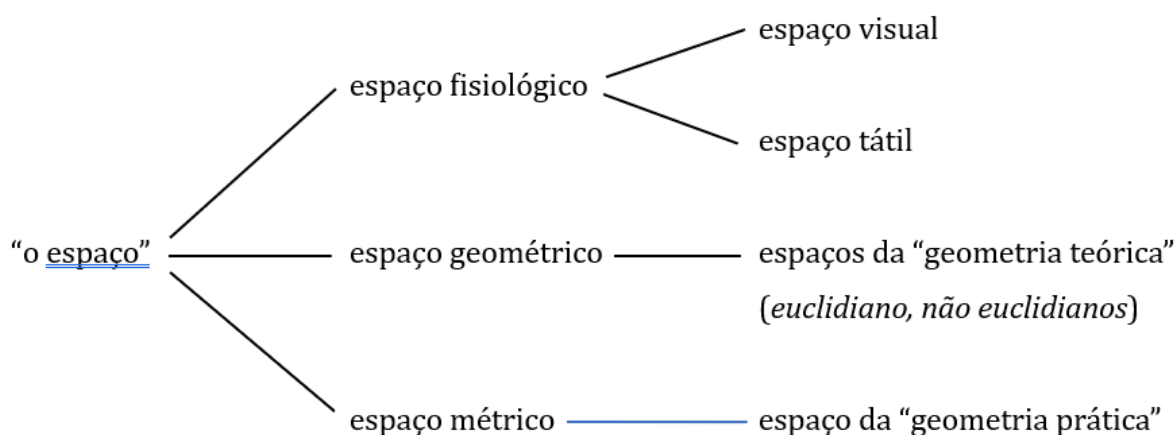 espaço visual
espaço fisiológico
espaço tátil
“o espaço”
espaço geométrico
espaços da “geometria teórica”
(euclidiano, não euclidianos)
espaço métrico
espaço da “geometria prática”